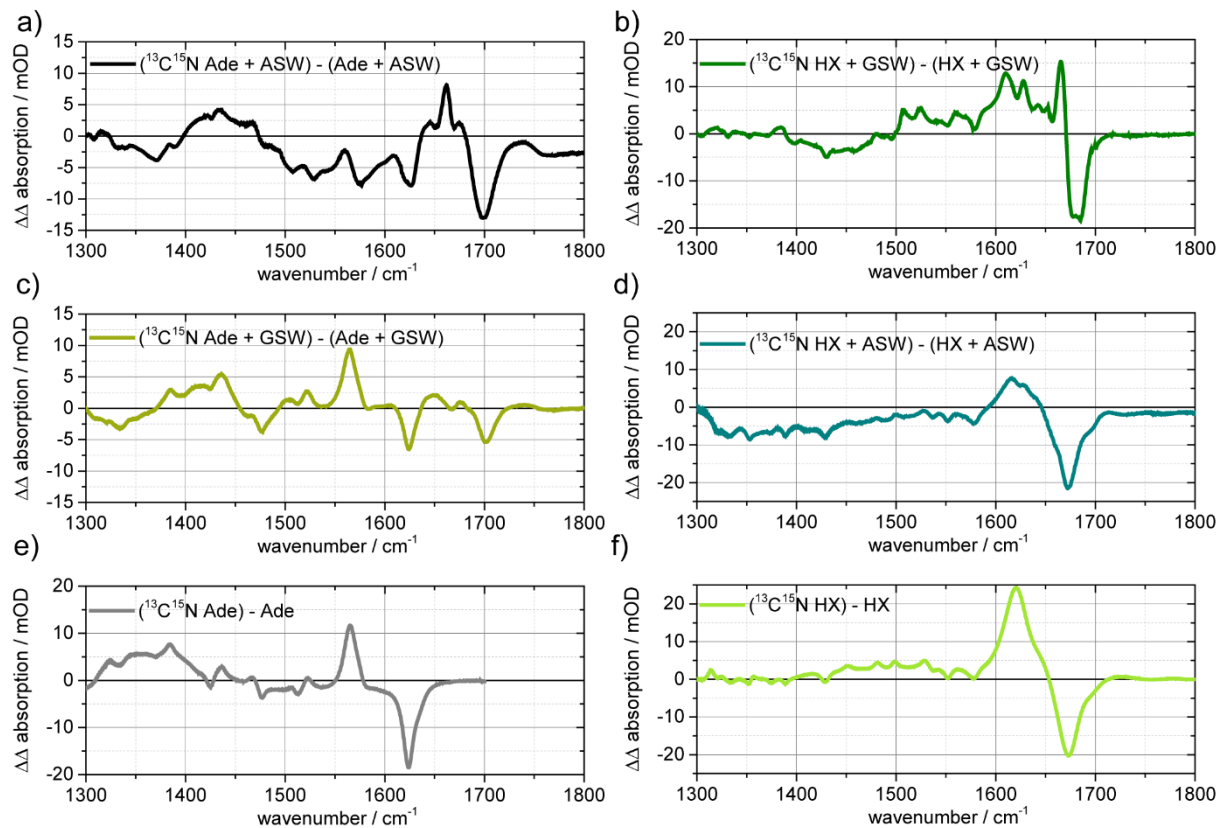 a)
(¹³C¹⁵N Ade + ASW) - (Ade + ASW)
ΔΔ absorption / mOD
15
10
5
0
-5
-10
-15
1300 1400 1500 1600 1700 1800
wavenumber / cm⁻¹
b)
(¹³C¹⁵N HX + GSW) - (HX + GSW)
ΔΔ absorption / mOD
20
10
0
-10
-20
1300 1400 1500 1600 1700 1800
wavenumber / cm⁻¹
c)
(¹³C¹⁵N Ade + GSW) - (Ade + GSW)
ΔΔ absorption / mOD
15
10
5
0
-5
-10
-15
1300 1400 1500 1600 1700 1800
wavenumber / cm⁻¹
d)
(¹³C¹⁵N HX + ASW) - (HX + ASW)
ΔΔ absorption / mOD
20
10
0
-10
-20
1300 1400 1500 1600 1700 1800
wavenumber / cm⁻¹
e)
(¹³C¹⁵N Ade) - Ade
ΔΔ absorption / mOD
20
10
0
-10
-20
1300 1400 1500 1600 1700 1800
wavenumber / cm⁻¹
f)
(¹³C¹⁵N HX) - HX
ΔΔ absorption / mOD
20
10
0
-10
-20
1300 1400 1500 1600 1700 1800
wavenumber / cm⁻¹